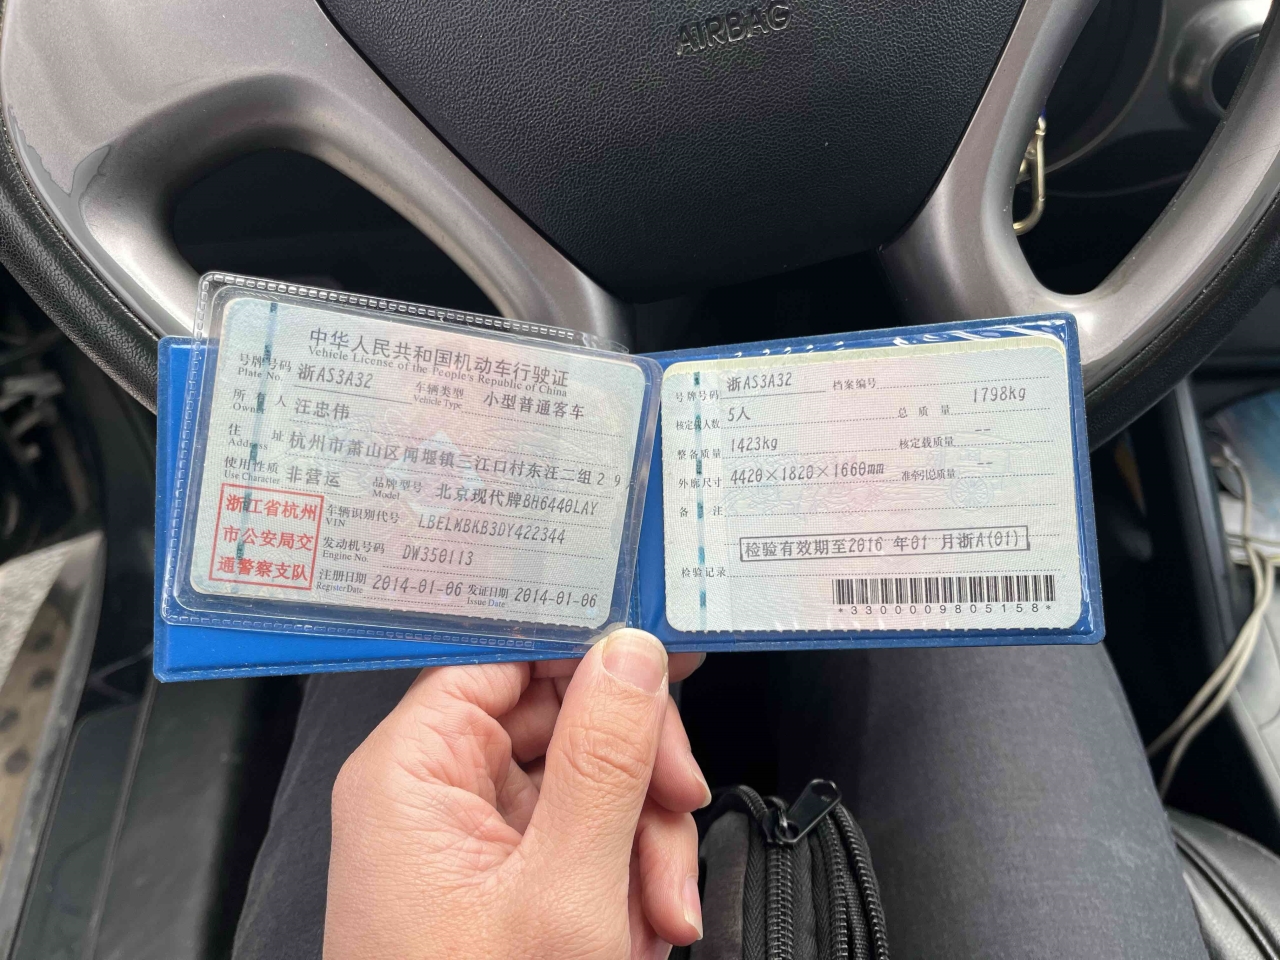 AIRBAG
中华人民共和国机动车行驶证
Vehicle License of the People's Republic of China
号牌号码 浙AS3A32 车辆类型 小型普通客车
Plate No. Vehicle Type
所有人 汪忠伟
Owner
住址 杭州市萧山区闻堰镇三江口村东汪二组29
Address
使用性质 非营运 品牌型号 北京现代牌BH6440LAY
Use Character Model
浙江省杭州
市公安局交
通警察支队
车辆识别代号 LBELMBKB3DY422344
VIN
发动机号码 DW350113
Engine No.
注册日期 2014-01-06 发证日期 2014-01-06
Register Date Issue Date
号牌号码 浙AS3A32 档案编号
核定载人数 5人 总质量 1798kg
整备质量 1423kg 核定载质量 --
外廓尺寸 4420×1820×1660mm 准牵引总质量 --
备注
检验有效期至2016 年01 月浙A(01)
检验记录
*3300009805158*